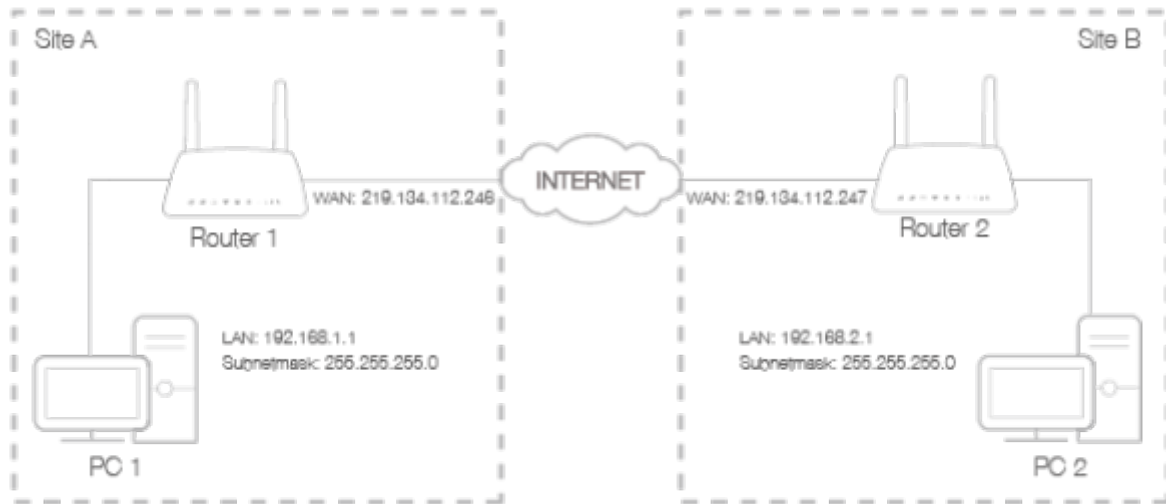 Site A
Site B
INTERNET
WAN: 219.134.112.246
WAN: 219.134.112.247
Router 1
Router 2
LAN: 192.168.1.1
Subnetmask: 255.255.255.0
LAN: 192.168.2.1
Subnetmask: 255.255.255.0
PC 1
PC 2